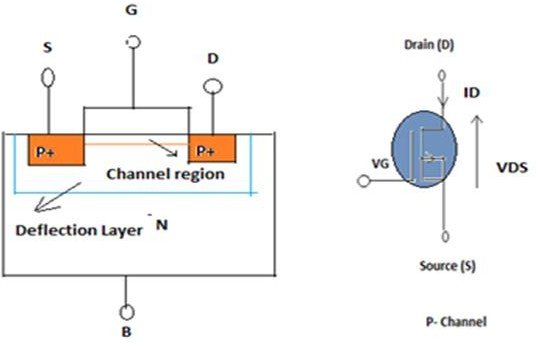 G
S
D
P+
P+
Channel region
Deflection Layer
N
B
Drain (D)
ID
VG
VDS
Source (S)
P- Channel